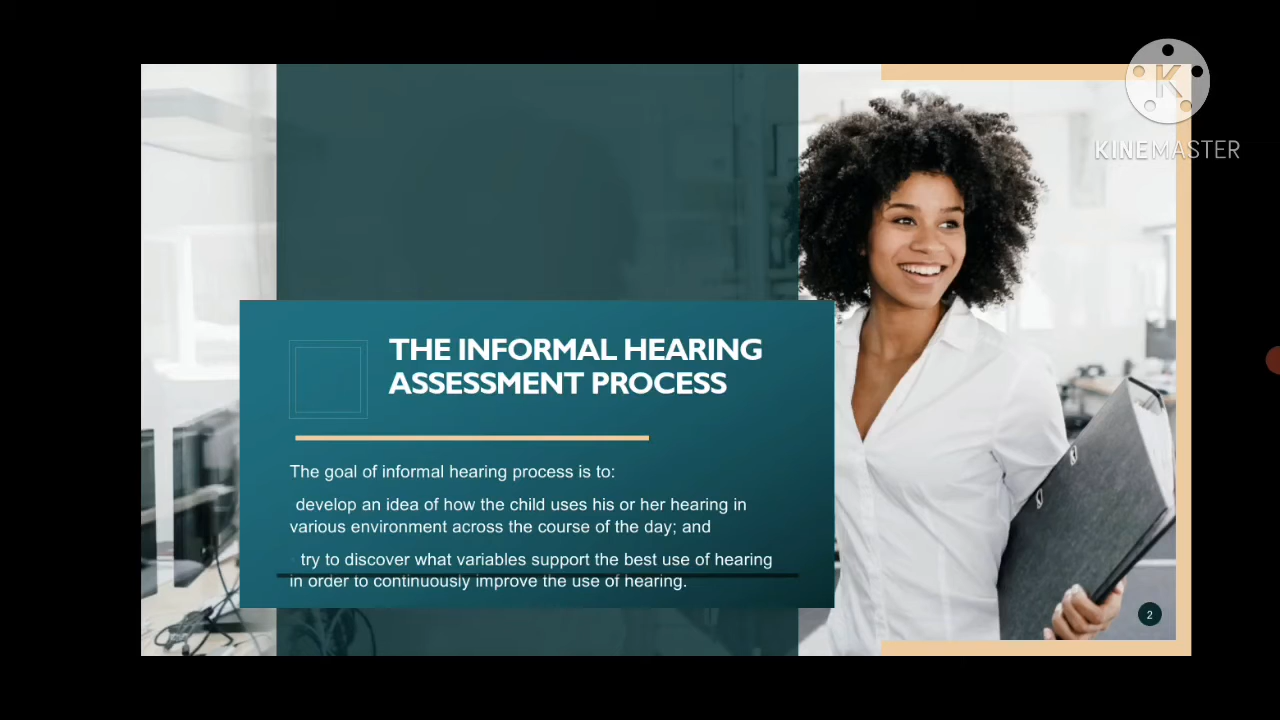 K
KINEMASTER
THE INFORMAL HEARING
ASSESSMENT PROCESS
The goal of informal hearing process is to:
develop an idea of how the child uses his or her hearing in
various environment across the course of the day; and
try to discover what variables support the best use of hearing
in order to continuously improve the use of hearing.
2